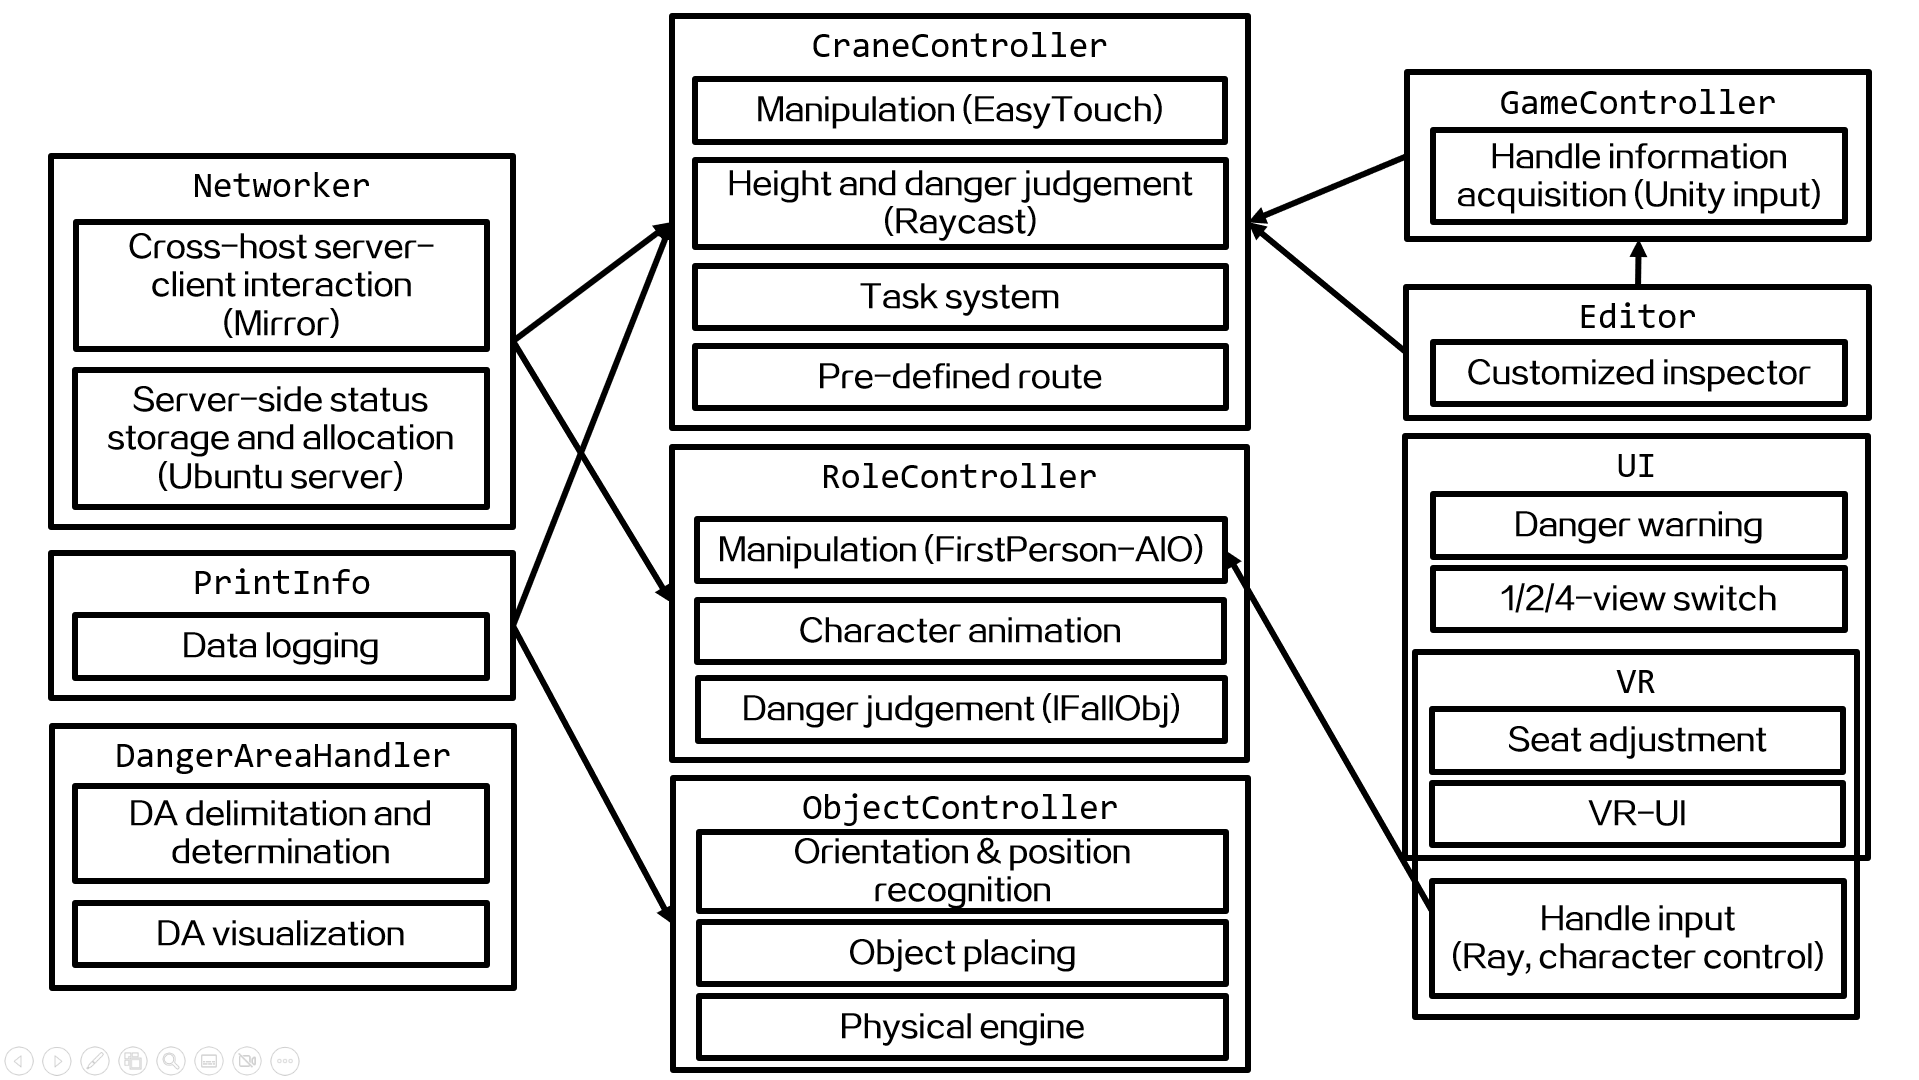 Networker
Cross-host server-
client interaction
(Mirror)
Server-side status
storage and allocation
(Ubuntu server)
PrintInfo
Data logging
DangerAreaHandler
DA delimitation and
determination
DA visualization
CraneController
Manipulation (EasyTouch)
Height and danger judgement
(Raycast)
Task system
Pre-defined route
RoleController
Manipulation (FirstPerson-AIO)
Character animation
Danger judgement (IFallObj)
ObjectController
Orientation & position
recognition
Object placing
Physical engine
GameController
Handle information
acquisition (Unity input)
Editor
Customized inspector
UI
Danger warning
1/2/4-view switch
VR
Seat adjustment
VR-UI
Handle input
(Ray, character control)